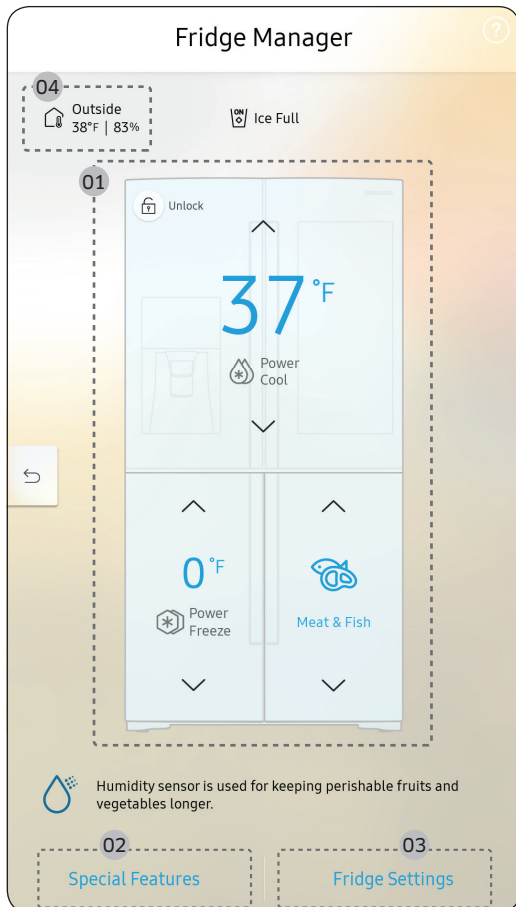 Fridge Manager
?
04
Outside
38°F | 83%
ON
Ice Full
01
Unlock
37°F
Power
Cool
0°F
Power
Freeze
Meat & Fish
Humidity sensor is used for keeping perishable fruits and
vegetables longer.
02
03
Special Features
Fridge Settings